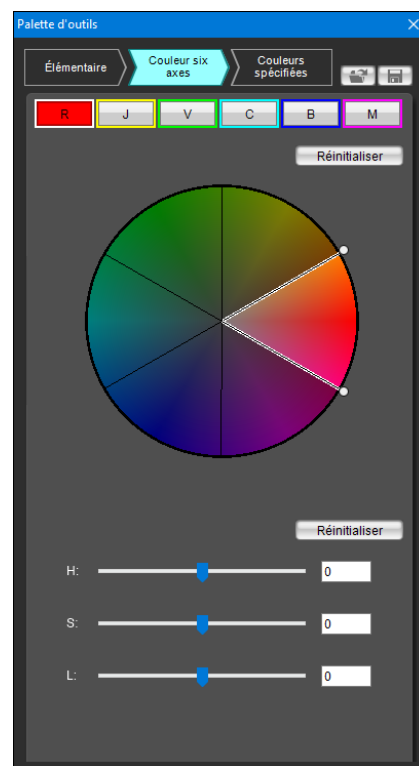 Palette d'outils
Élémentaire
Couleur six
axes
Couleurs
spécifiées
R J V C B M
Réinitialiser
Réinitialiser
H: 0
S: 0
L: 0